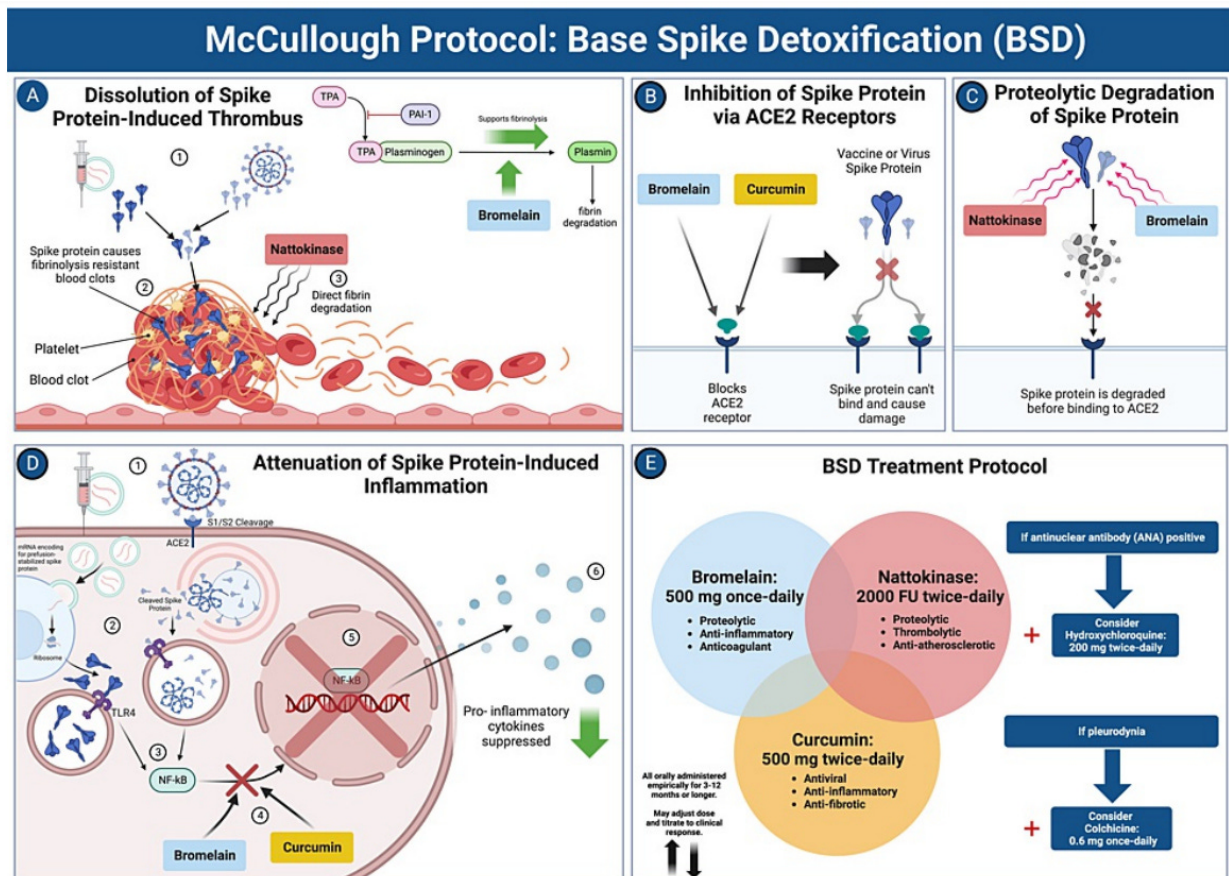 McCullough Protocol: Base Spike Detoxification (BSD)
A
Dissolution of Spike
Protein-Induced Thrombus
TPA
PAI-1
TPA
Plasminogen
Supports fibrinolysis
Plasmin
Bromelain
fibrin
degradation
1
Spike protein causes
fibrinolysis resistant
blood clots
2
Nattokinase
3
Direct fibrin
degradation
Platelet
Blood clot
B
Inhibition of Spike Protein
via ACE2 Receptors
Bromelain
Curcumin
Vaccine or Virus
Spike Protein
Blocks
ACE2
receptor
Spike protein can't
bind and cause
damage
C
Proteolytic Degradation
of Spike Protein
Nattokinase
Bromelain
Spike protein is degraded
before binding to ACE2
D
Attenuation of Spike Protein-Induced
Inflammation
1
S1/S2 Cleavage
ACE2
mRNA encoding
for prefusion
stabilized spike
protein
Cleaved Spike
Protein
2
Ribosome
TLR4
3
NF-kB
4
Bromelain
Curcumin
5
NF-kB
6
Pro- inflammatory
cytokines
suppressed
E
BSD Treatment Protocol
Bromelain:
500 mg once-daily
• Proteolytic
• Anti-inflammatory
• Anticoagulant
Nattokinase:
2000 FU twice-daily
• Proteolytic
• Thrombolytic
• Anti-atherosclerotic
Curcumin:
500 mg twice-daily
• Antiviral
• Anti-inflammatory
• Anti-fibrotic
All orally administered
empirically for 3-12
months or longer.
May adjust dose
and titrate to clinical
response.
If antinuclear antibody (ANA) positive
+
Consider
Hydroxychloroquine:
200 mg twice-daily
If pleurodynia
+
Consider
Colchicine:
0.6 mg once-daily